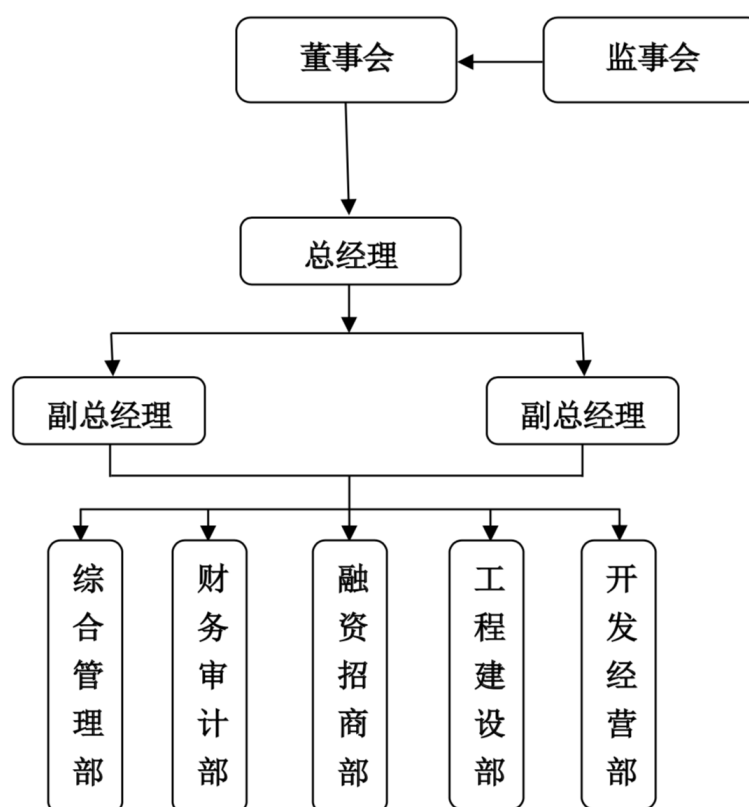 董事会
监事会
总经理
副总经理
副总经理
综合管理部
财务审计部
融资招商部
工程建设部
开发经营部